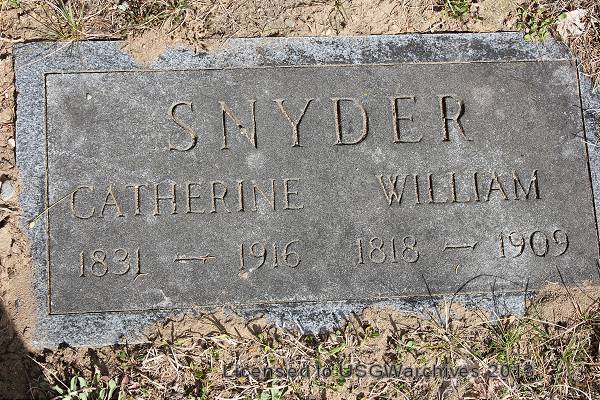 SNYDER
CATHERINE WILLIAM
1831 — 1916 1818 — 1909
Licensed to USGWarchives 2013